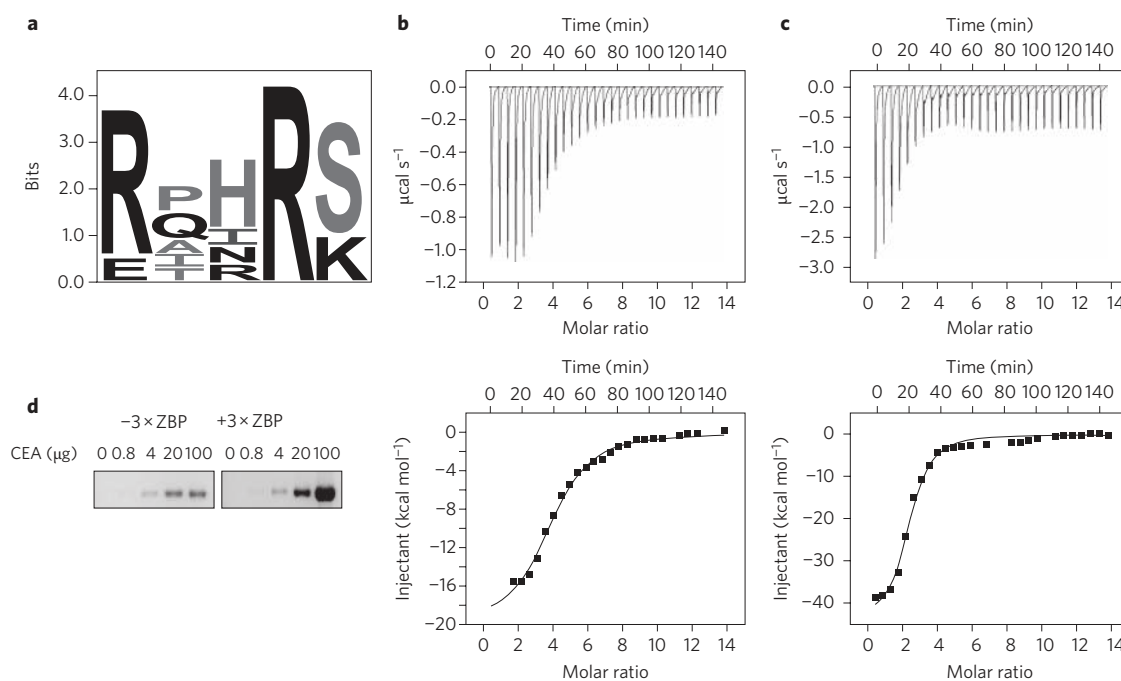 a
Bits
4.0
3.0
2.0
1.0
0.0
R P H R S
E Q I K
A N
T R
I
b
Time (min)
0 20 40 60 80 100 120 140
μcal s⁻¹
0.0
−0.2
−0.4
−0.6
−0.8
−1.0
−1.2
0 2 4 6 8 10 12 14
Molar ratio
Time (min)
0 20 40 60 80 100 120 140
Injectant (kcal mol⁻¹)
0
−4
−8
−12
−16
−20
0 2 4 6 8 10 12 14
Molar ratio
c
Time (min)
0 20 40 60 80 100 120 140
μcal s⁻¹
0.0
−0.5
−1.0
−1.5
−2.0
−2.5
−3.0
0 2 4 6 8 10 12 14
Molar ratio
Time (min)
0 20 40 60 80 100 120 140
Injectant (kcal mol⁻¹)
0
−10
−20
−30
−40
0 2 4 6 8 10 12 14
Molar ratio
d
−3 × ZBP +3 × ZBP
CEA (μg) 0 0.8 4 20 100 0 0.8 4 20 100